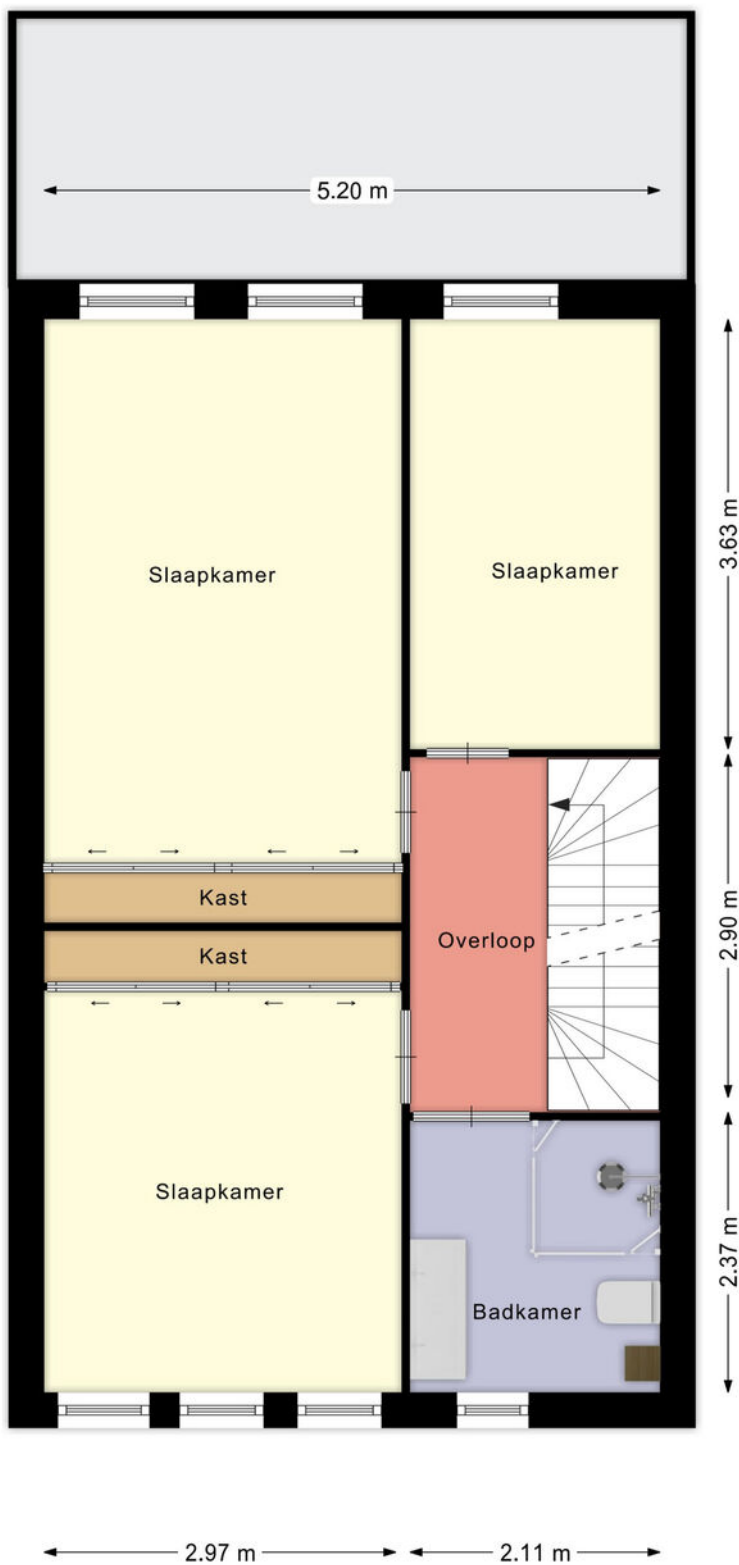 5.20 m
Slaapkamer
Slaapkamer
3.63 m
Kast
Kast
Overloop
2.90 m
Slaapkamer
Badkamer
2.37 m
2.97 m
2.11 m